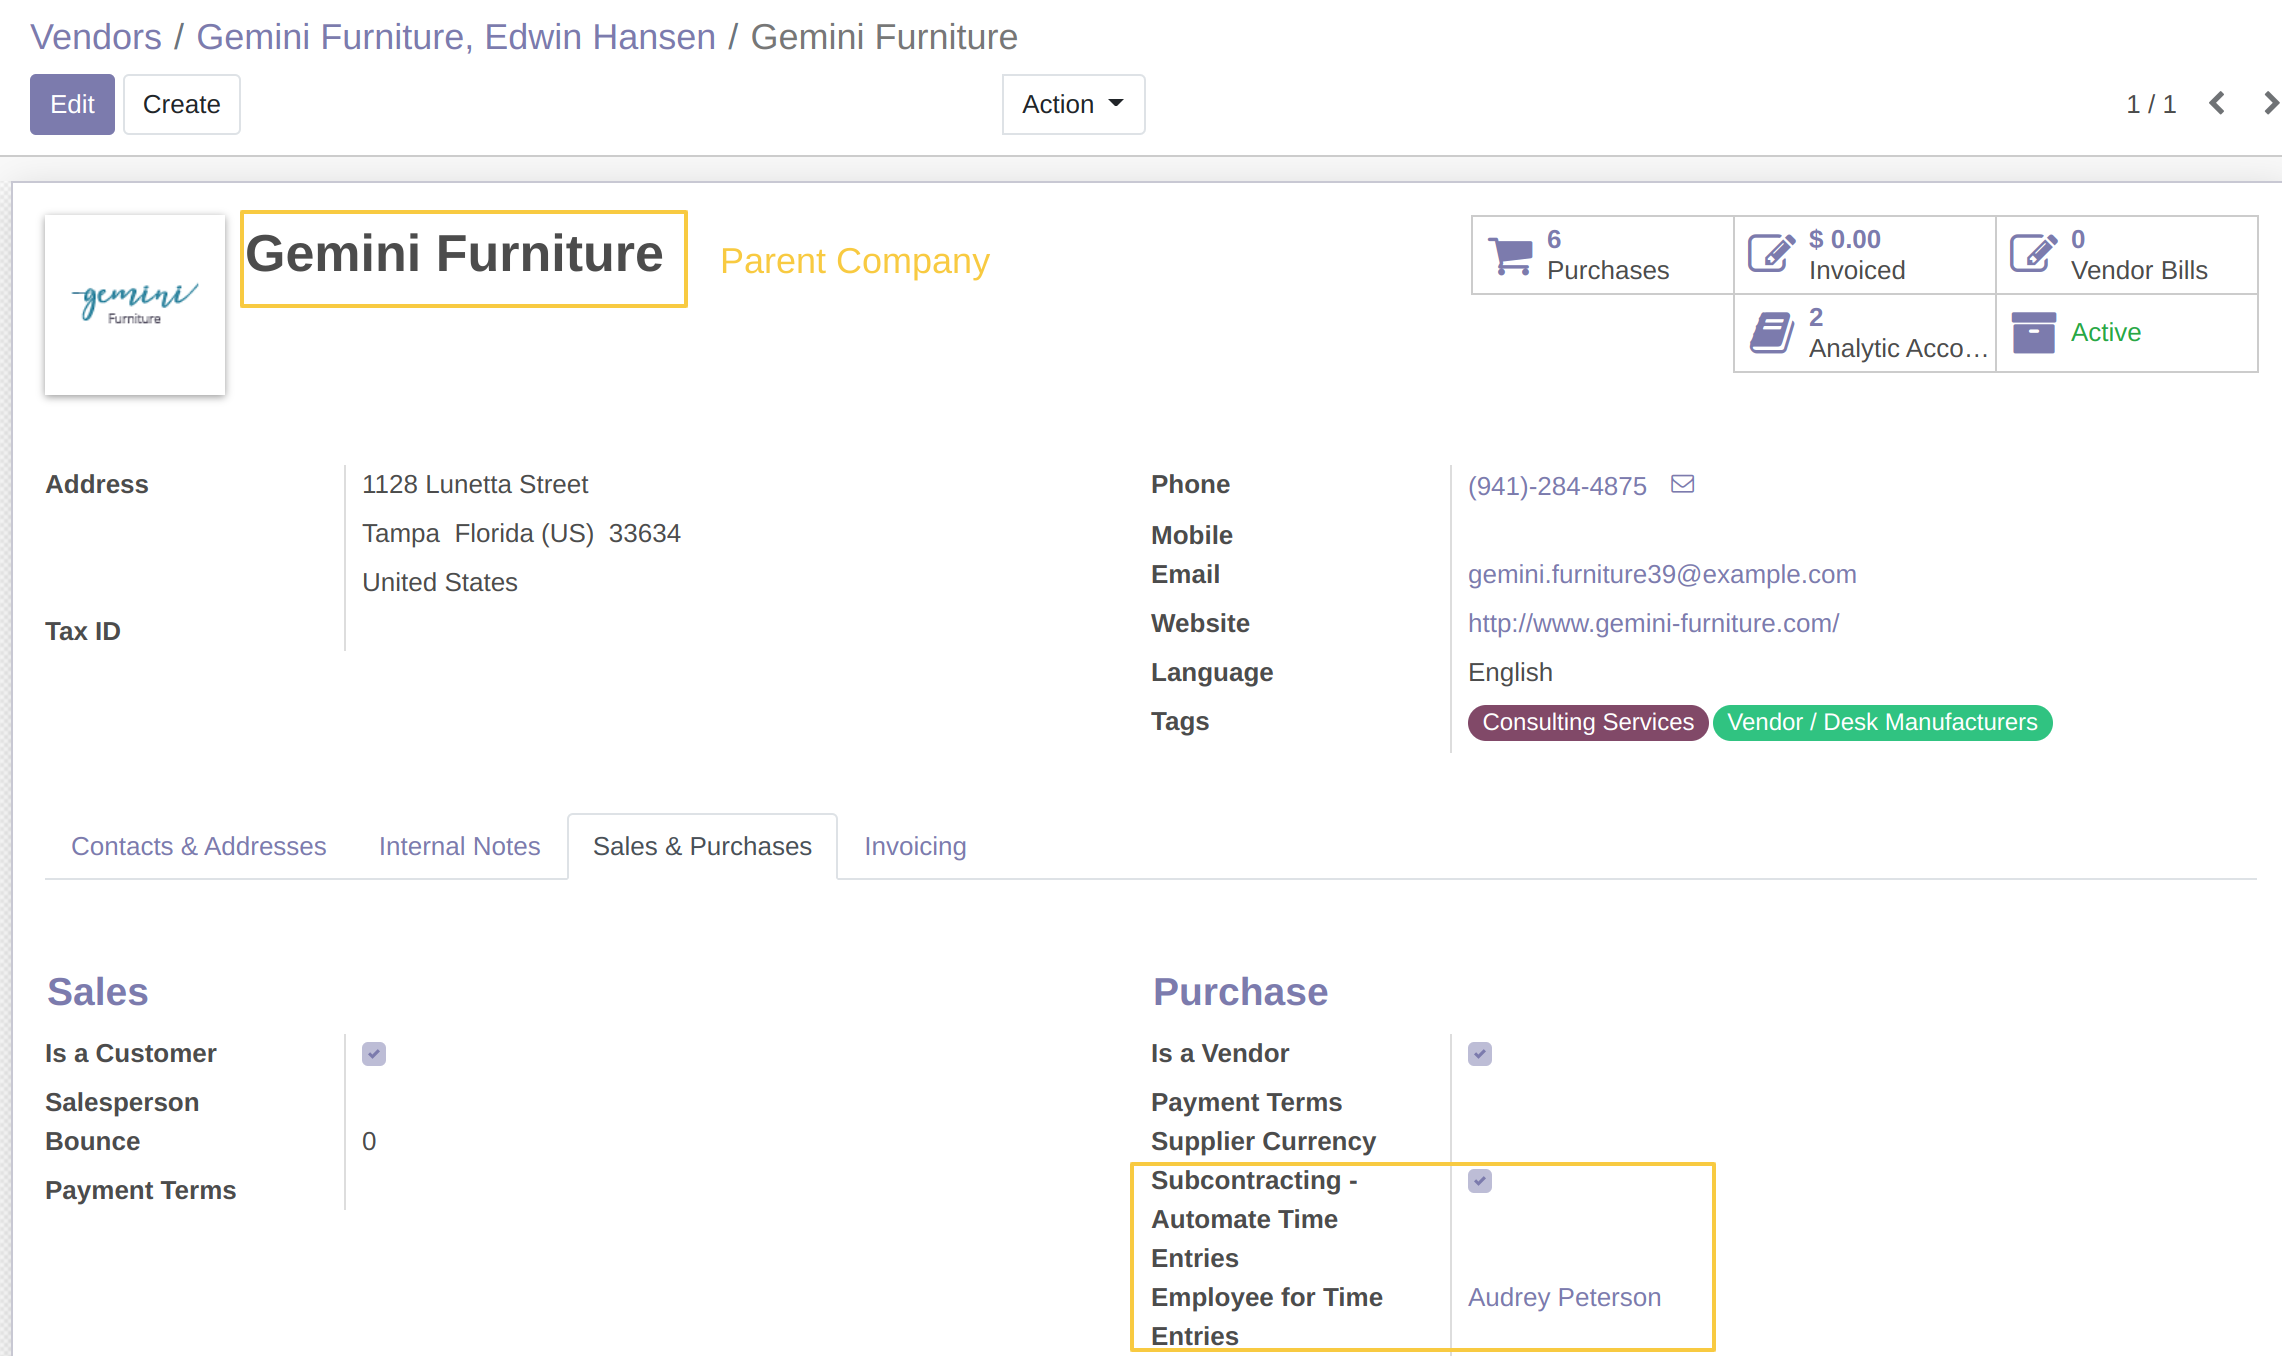 Vendors / Gemini Furniture, Edwin Hansen / Gemini Furniture
Edit Create Action 1 / 1
Gemini Furniture
Parent Company
gemini
Furniture
6
Purchases
$ 0.00
Invoiced
0
Vendor Bills
2
Analytic Acco...
Active
Address
1128 Lunetta Street
Tampa Florida (US) 33634
United States
Tax ID
Phone (941)-284-4875
Mobile
Email gemini.furniture39@example.com
Website http://www.gemini-furniture.com/
Language English
Tags Consulting Services Vendor / Desk Manufacturers
Contacts & Addresses Internal Notes Sales & Purchases Invoicing
Sales
Is a Customer
Salesperson
Bounce 0
Payment Terms
Purchase
Is a Vendor
Payment Terms
Supplier Currency
Subcontracting -
Automate Time
Entries
Employee for Time Audrey Peterson
Entries